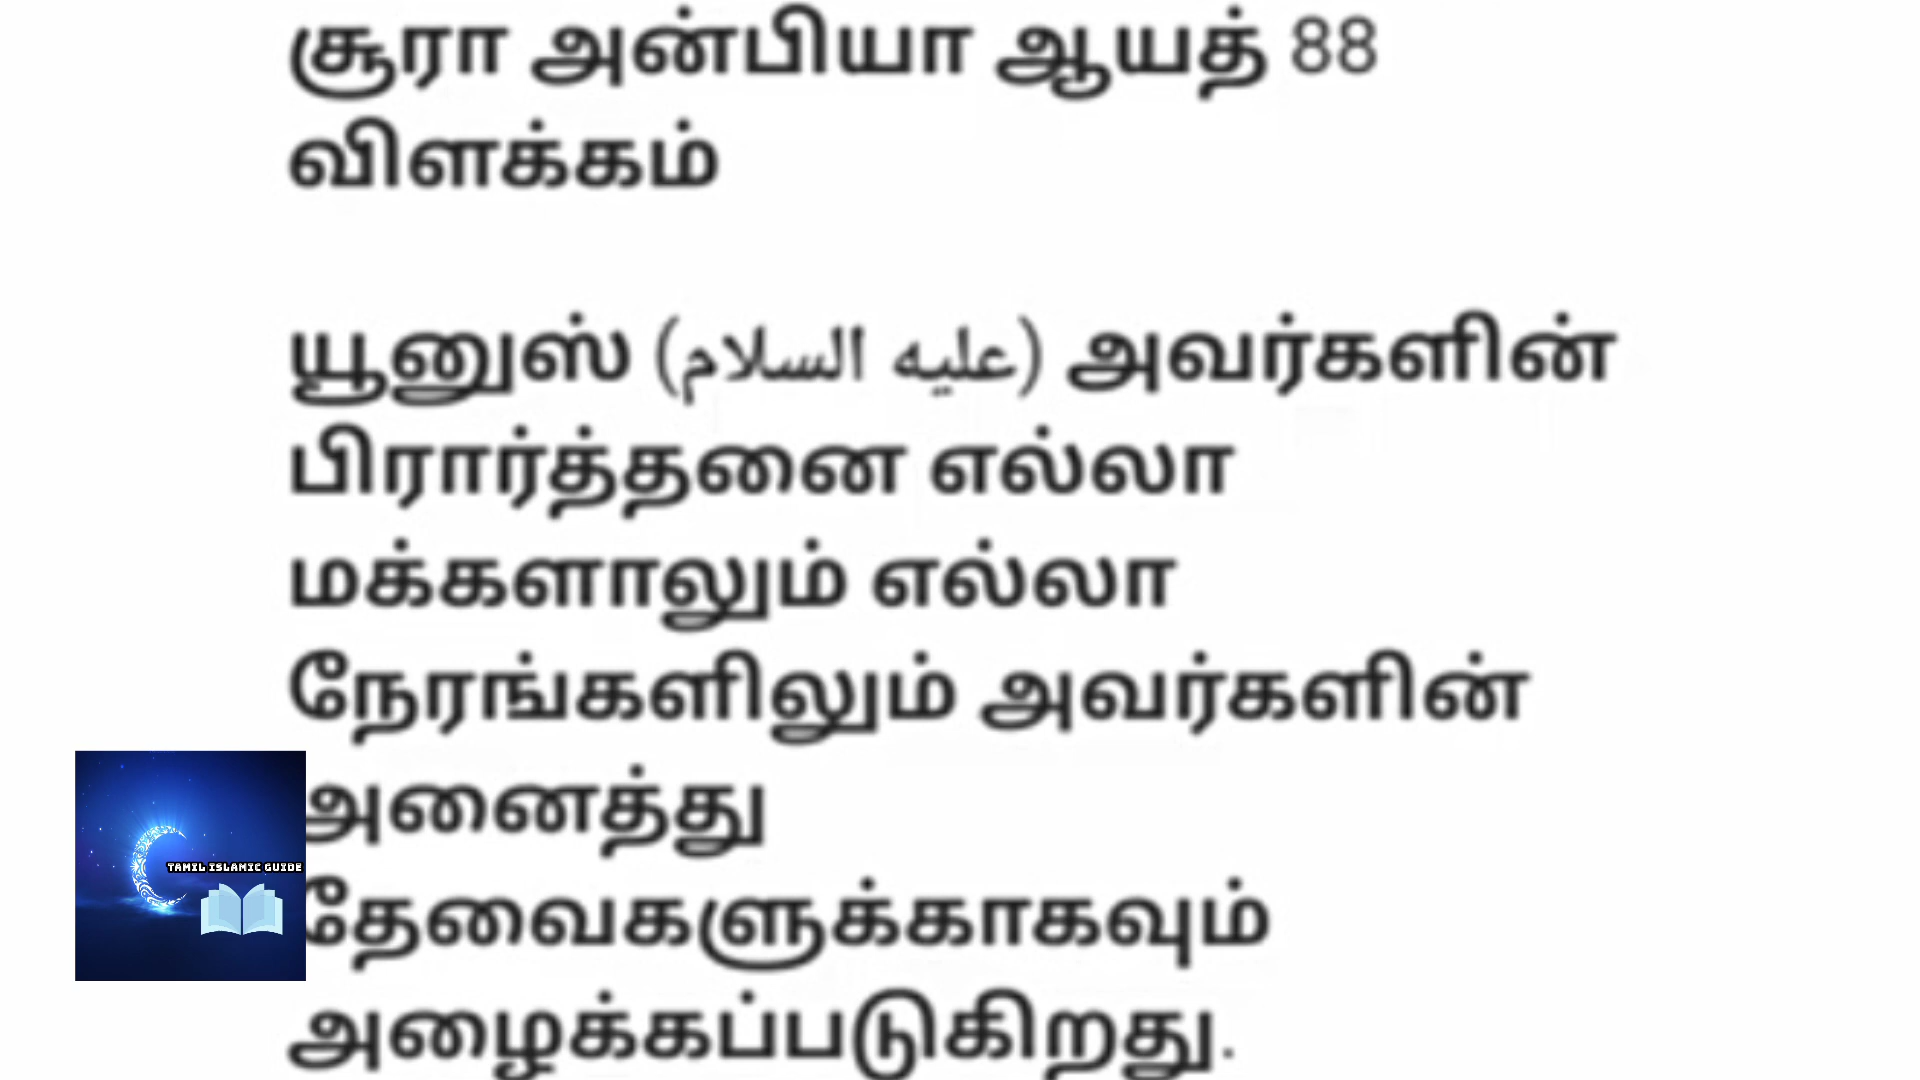 சூரா அன்பியா ஆயத் 88
விளக்கம்
யூனுஸ் (عليه السلام) அவர்களின்
பிரார்த்தனை எல்லா
மக்களாலும் எல்லா
நேரங்களிலும் அவர்களின்
அனைத்து
தேவைகளுக்காகவும்
அழைக்கப்படுகிறது.
TAMIL ISLAMIC GUIDE